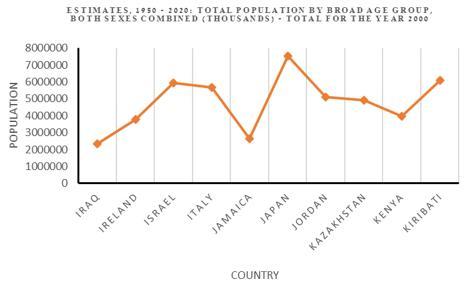 ESTIMATES, 1950 - 2020: TOTAL POPULATION BY BROAD AGE GROUP,
BOTH SEXES COMBINED (THOUSANDS) - TOTAL FOR THE YEAR 2000
POPULATION
8000000
7000000
6000000
5000000
4000000
3000000
2000000
1000000
0
IRAQ
IRELAND
ISRAEL
ITALY
JAMAICA
JAPAN
JORDAN
KAZAKHSTAN
KENYA
KIRIBATI
COUNTRY